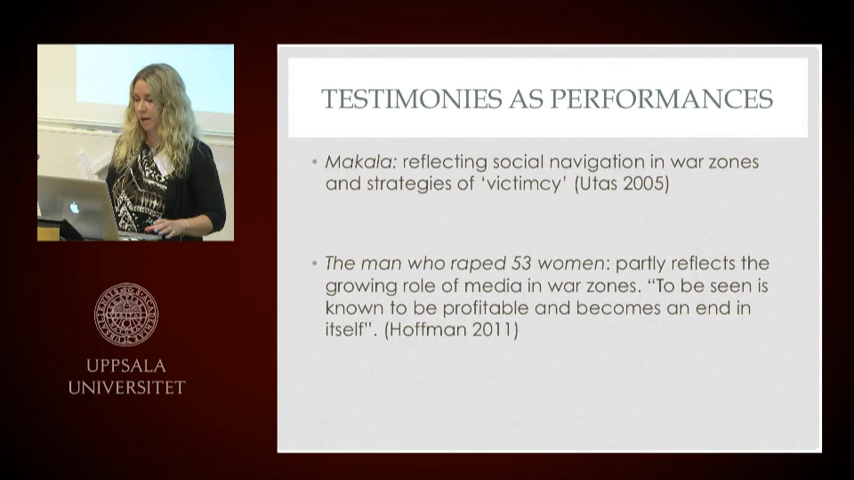 TESTIMONIES AS PERFORMANCES
• Makala: reflecting social navigation in war zones
and strategies of ‘victimcy’ (Utas 2005)
• The man who raped 53 women: partly reflects the
growing role of media in war zones. “To be seen is
known to be profitable and becomes an end in
itself”. (Hoffman 2011)
UPPSALA
UNIVERSITET